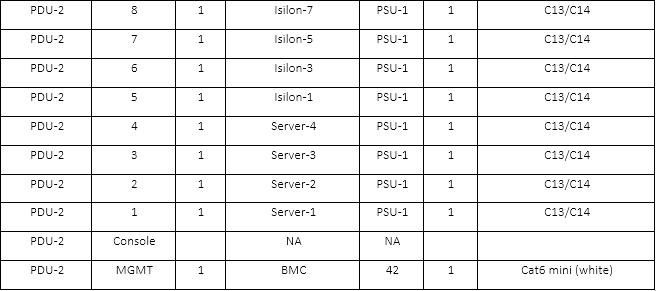 PDU-2 8 1 Isilon-7 PSU-1 1 C13/C14
PDU-2 7 1 Isilon-5 PSU-1 1 C13/C14
PDU-2 6 1 Isilon-3 PSU-1 1 C13/C14
PDU-2 5 1 Isilon-1 PSU-1 1 C13/C14
PDU-2 4 1 Server-4 PSU-1 1 C13/C14
PDU-2 3 1 Server-3 PSU-1 1 C13/C14
PDU-2 2 1 Server-2 PSU-1 1 C13/C14
PDU-2 1 1 Server-1 PSU-1 1 C13/C14
PDU-2 Console NA NA
PDU-2 MGMT 1 BMC 42 1 Cat6 mini (white)